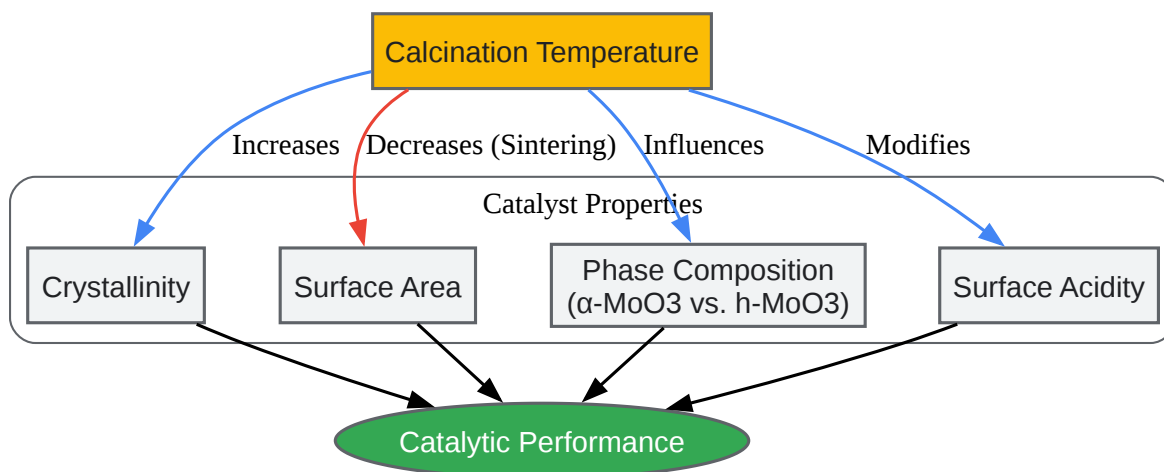 Calcination Temperature
Increases
Decreases (Sintering)
Influences
Modifies
Catalyst Properties
Crystallinity
Surface Area
Phase Composition
(α-MoO3 vs. h-MoO3)
Surface Acidity
Catalytic Performance